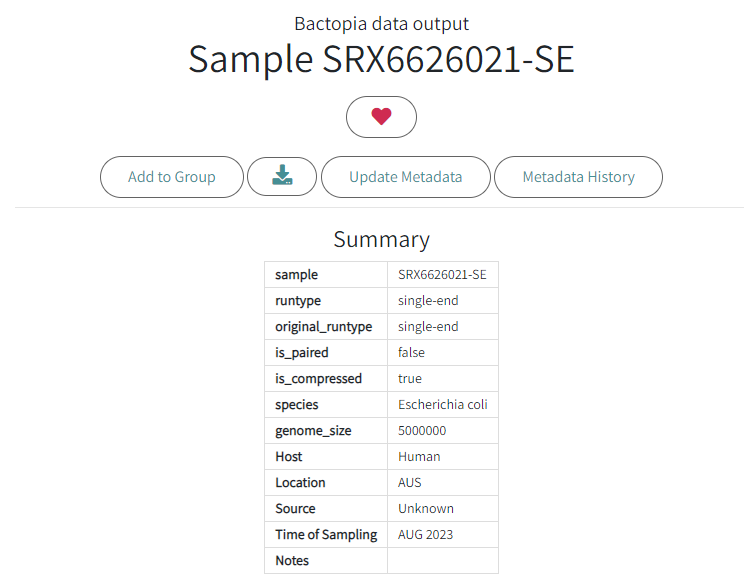 Bactopia data output
Sample SRX6626021-SE
Add to Group Update Metadata Metadata History
Summary
sample SRX6626021-SE
runtype single-end
original_runtype single-end
is_paired false
is_compressed true
species Escherichia coli
genome_size 5000000
Host Human
Location AUS
Source Unknown
Time of Sampling AUG 2023
Notes